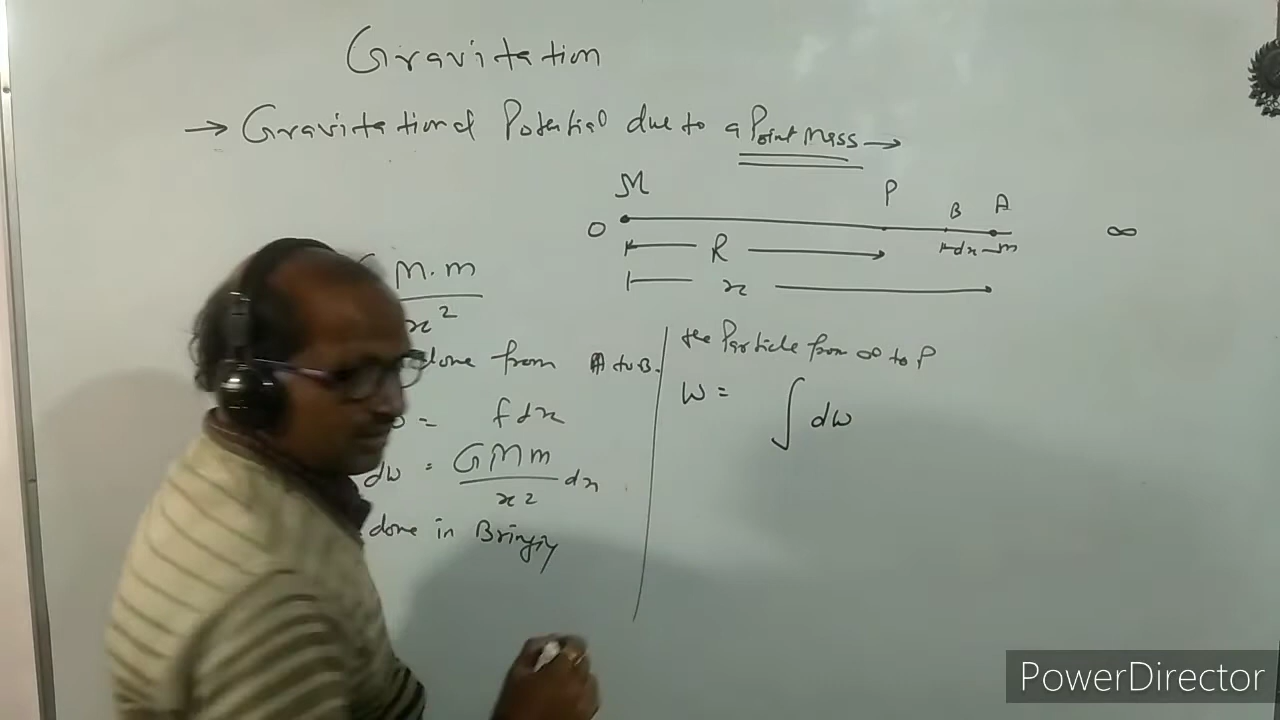 Gravitation
→ Gravitational Potential due to a Point Mass →
M P B A
O ∞
R dx m
x
M.m
x²
done from A to B.
= f dx
dw = GMm/x² dx
done in Bringing
the Particle from ∞ to P
W = ∫ dw
PowerDirector